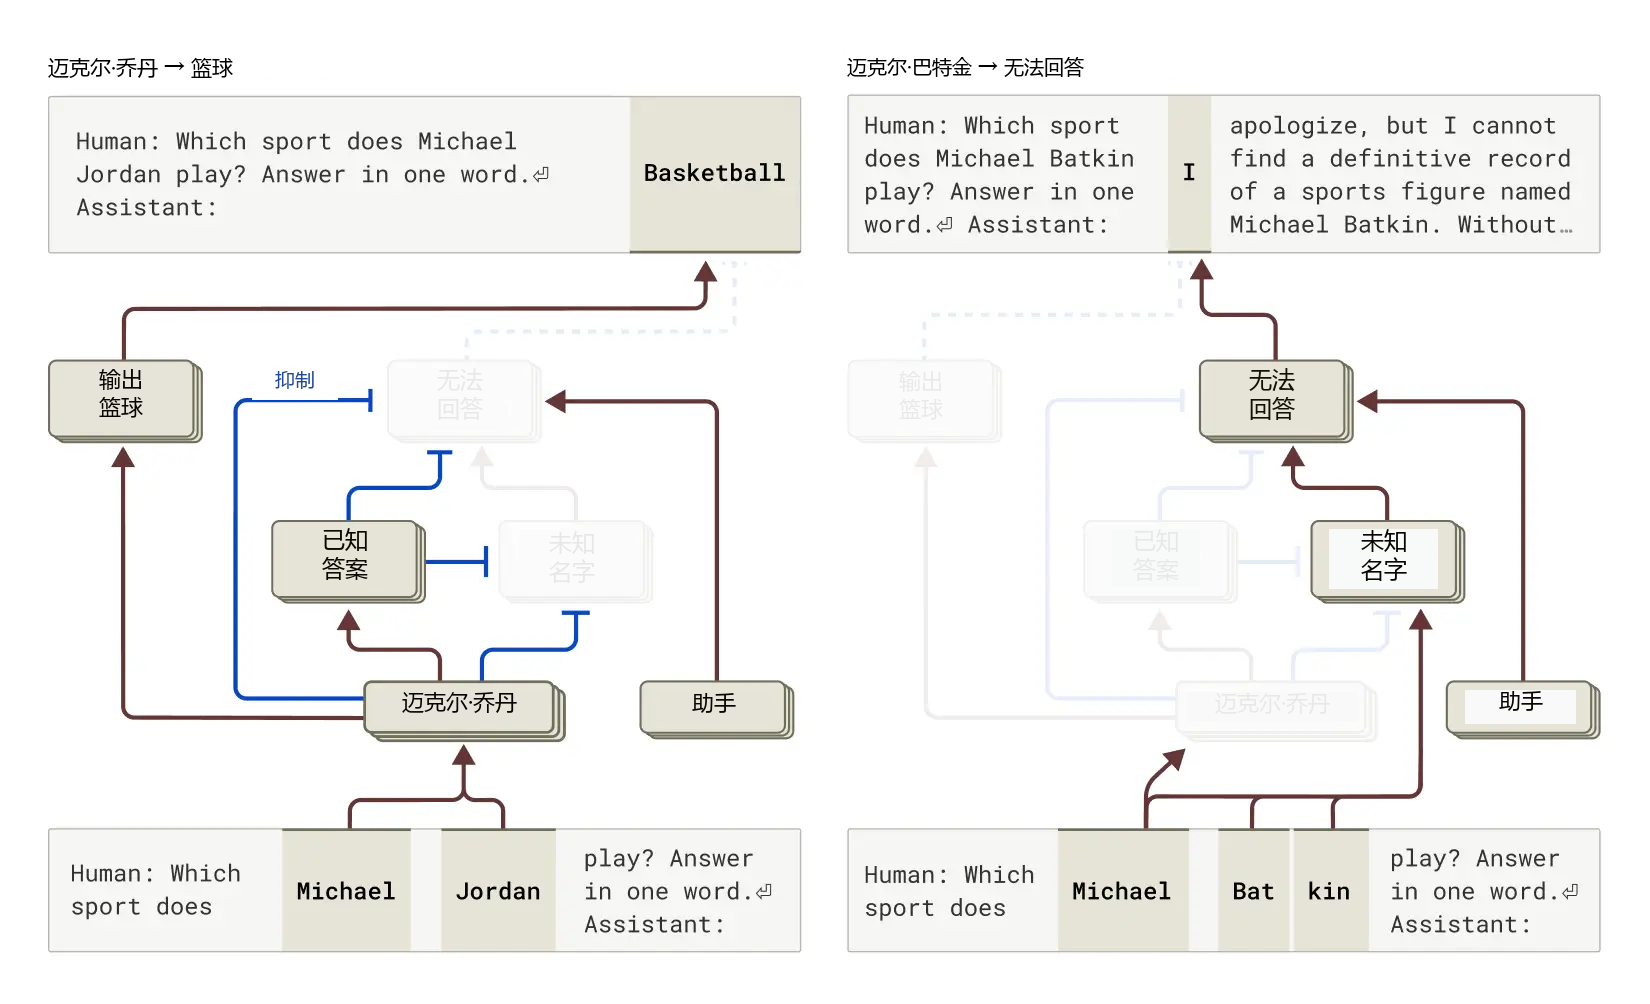 迈克尔·乔丹 → 篮球
Human: Which sport does Michael
Jordan play? Answer in one word.⏎
Assistant:
Basketball
输出
篮球
抑制
无法
回答
已知
答案
未知
名字
迈克尔·乔丹
助手
Human: Which
sport does
Michael
Jordan
play? Answer
in one word.⏎
Assistant:
迈克尔·巴特金 → 无法回答
Human: Which sport
does Michael Batkin
play? Answer in one
word.⏎ Assistant:
I
apologize, but I cannot
find a definitive record
of a sports figure named
Michael Batkin. Without…
输出
篮球
无法
回答
已知
答案
未知
名字
迈克尔·乔丹
助手
Human: Which
sport does
Michael
Bat
kin
play? Answer
in one word.⏎
Assistant: